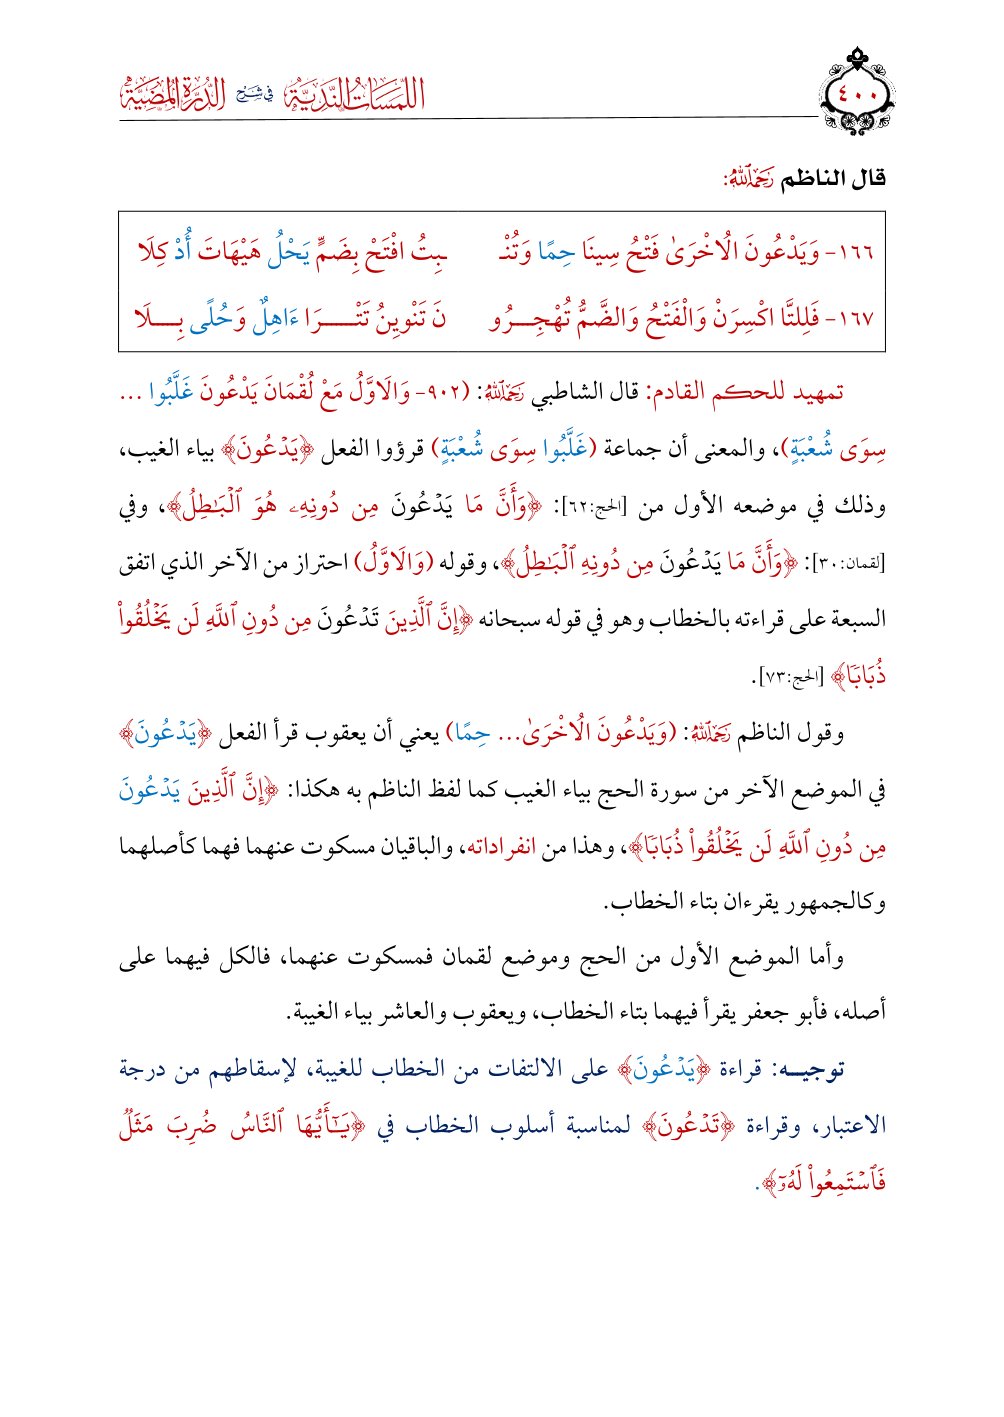 ٤٠٠
اللمسات الندية في شرح الدرة المضية
قال الناظم رَحِمَهُ ٱللَّهُ:
١٦٦- وَيَدْعُونَ الُاخْرَىٰ فَتْحُ سِينَا حِمًا وَتُنْـ ـبِتُ افْتَحْ بِضَمٍّ يَحْلُ هَيْهَاتَ أُدْ كِلَا
١٦٧- فَلِلتَّا اكْسِرَنْ وَالْفَتْحُ وَالضَّمُّ تُهْجِـــرُو نَ تَنْوِينُ تَتْـــــرَا ءَاهِلٌ وَحُلًى بِـــلَا
تمهيد للحكم القادم: قال الشاطبي رَحِمَهُ ٱللَّهُ: (٩٠٢- وَالَاوَّلُ مَعْ لُقْمَانَ يَدْعُونَ غَلَّبُوا ...
سِوَى شُعْبَةٍ)، والمعنى أن جماعة (غَلَّبُوا سِوَى شُعْبَةٍ) قرؤوا الفعل ﴿يَدْعُونَ﴾ بياء الغيب،
وذلك في موضعه الأول من [الحج:٦٢]: ﴿وَأَنَّ مَا يَدْعُونَ مِن دُونِهِۦ هُوَ ٱلْبَٰطِلُ﴾، وفي
[لقمان:٣٠]: ﴿وَأَنَّ مَا يَدْعُونَ مِن دُونِهِ ٱلْبَٰطِلُ﴾، وقوله (وَالَاوَّلُ) احتراز من الآخر الذي اتفق
السبعة على قراءته بالخطاب وهو في قوله سبحانه ﴿إِنَّ ٱلَّذِينَ تَدْعُونَ مِن دُونِ ٱللَّهِ لَن يَخْلُقُواْ
ذُبَابًا﴾ [الحج:٧٣].
وقول الناظم رَحِمَهُ ٱللَّهُ: (وَيَدْعُونَ الُاخْرَىٰ... حِمًا) يعني أن يعقوب قرأ الفعل ﴿يَدْعُونَ﴾
في الموضع الآخر من سورة الحج بياء الغيب كما لفظ الناظم به هكذا: ﴿إِنَّ ٱلَّذِينَ يَدْعُونَ
مِن دُونِ ٱللَّهِ لَن يَخْلُقُواْ ذُبَابًا﴾، وهذا من انفراداته، والباقيان مسكوت عنهما فهما كأصلهما
وكالجمهور يقرءان بتاء الخطاب.
وأما الموضع الأول من الحج وموضع لقمان فمسكوت عنهما، فالكل فيهما على
أصله، فأبو جعفر يقرأ فيهما بتاء الخطاب، ويعقوب والعاشر بياء الغيبة.
توجيــه: قراءة ﴿يَدْعُونَ﴾ على الالتفات من الخطاب للغيبة، لإسقاطهم من درجة
الاعتبار، وقراءة ﴿تَدْعُونَ﴾ لمناسبة أسلوب الخطاب في ﴿يَٰٓأَيُّهَا ٱلنَّاسُ ضُرِبَ مَثَلٌ
فَٱسْتَمِعُواْ لَهُۥٓ﴾.